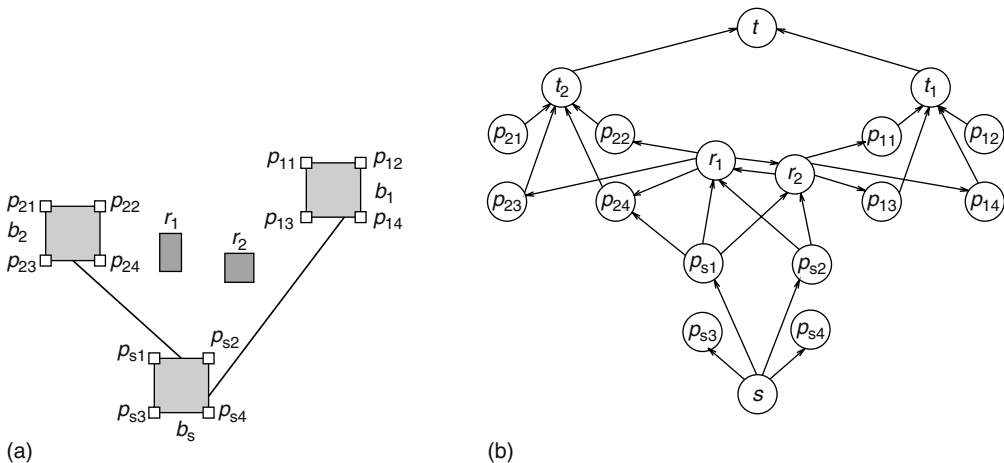 p11
p12
b1
p13
p14
p21
p22
b2
r1
r2
p23
p24
ps1
ps2
ps3
ps4
bs
(a)
t
t2
t1
p21
p22
p11
p12
r1
r2
p23
p24
p13
p14
ps1
ps2
ps3
ps4
s
(b)